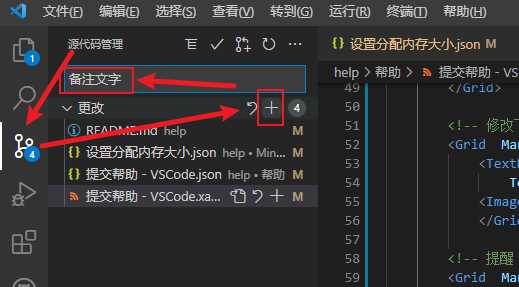 文件(F) 编辑(E) 选择(S) 查看(V) 转到(G) 运行(R) 终端(T) 帮助(H)
源代码管理
设置分配内存大小.json
help > 帮助 > 提交帮助 - VS
备注文字
更改 4
README.md help M
设置分配内存大小.json help • Min... M
提交帮助 - VSCode.json help • 帮助 M
提交帮助 - VSCode.xa... M
1
4
49 </Grid>
50
51 <!-- 修改
52 <Grid Mar
53 <Text
54 Te
55 <Image
56 </Gri
57
58 <!-- 提醒
59 <Grid Mar